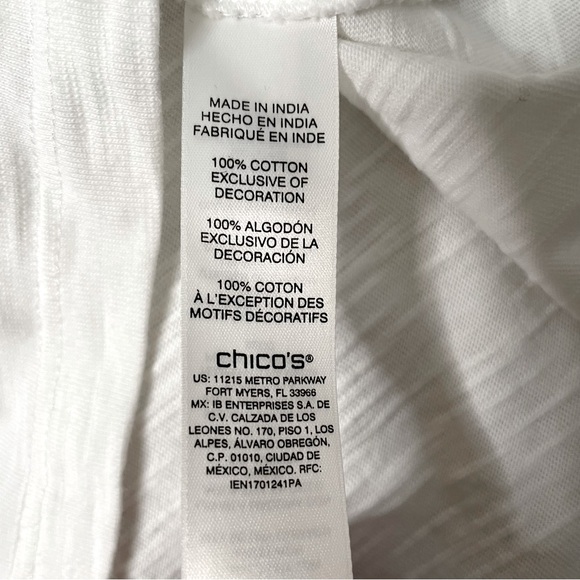 MADE IN INDIA
HECHO EN INDIA
FABRIQUÉ EN INDE
100% COTTON
EXCLUSIVE OF
DECORATION
100% ALGODÓN
EXCLUSIVO DE LA
DECORACIÓN
100% COTON
À L'EXCEPTION DES
MOTIFS DÉCORATIFS
chico's®
US: 11215 METRO PARKWAY
FORT MYERS, FL 33966
MX: IB ENTERPRISES S.A. DE
C.V. CALZADA DE LOS
LEONES NO. 170, PISO 1, LOS
ALPES, ÁLVARO OBREGÓN,
C.P. 01010, CIUDAD DE
MÉXICO, MÉXICO. RFC:
IEN1701241PA